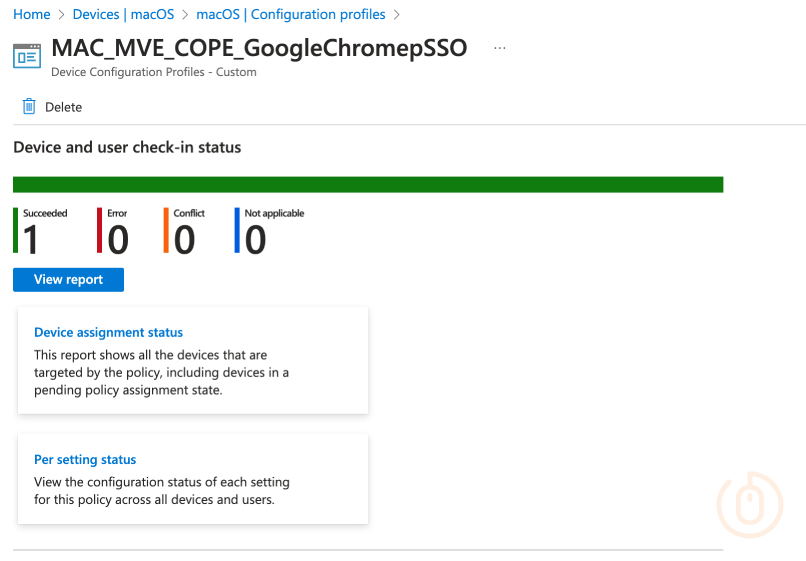 Home > Devices | macOS > macOS | Configuration profiles >
MAC_MVE_COPE_GoogleChromepSSO ...
Device Configuration Profiles - Custom
Delete
Device and user check-in status
Succeeded
1
Error
0
Conflict
0
Not applicable
0
View report
Device assignment status
This report shows all the devices that are
targeted by the policy, including devices in a
pending policy assignment state.
Per setting status
View the configuration status of each setting
for this policy across all devices and users.